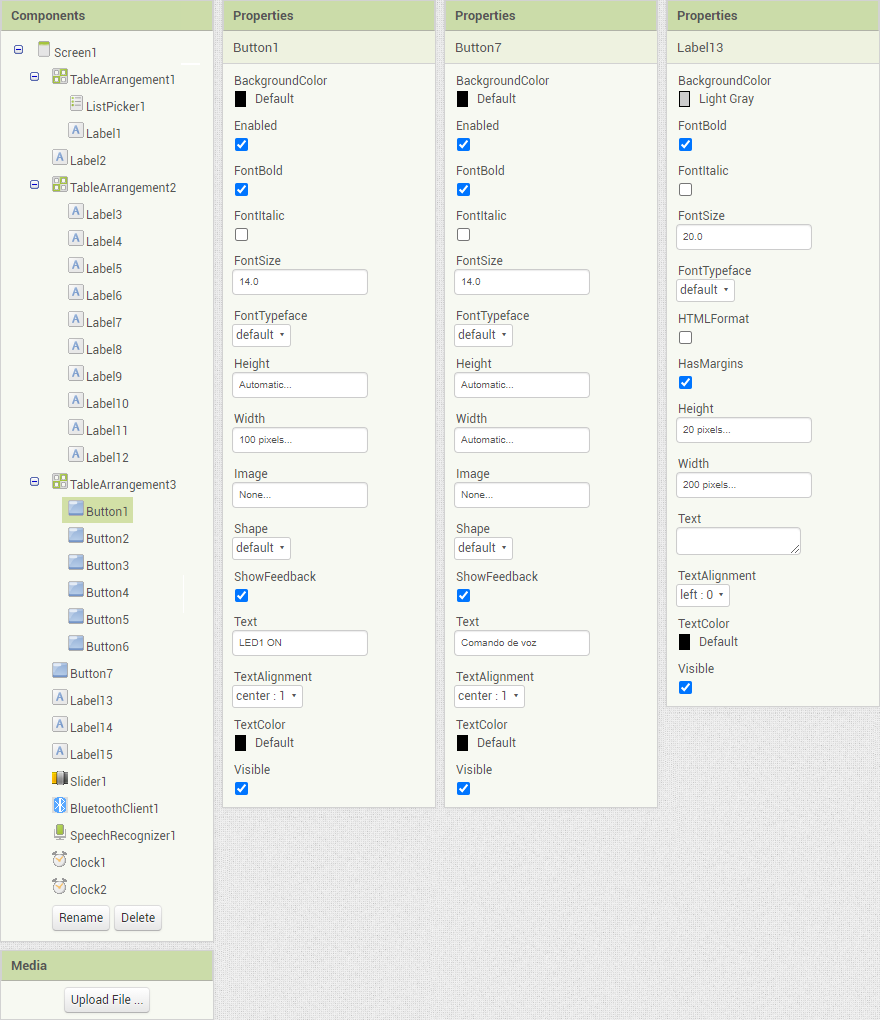 Components
Screen1
TableArrangement1
ListPicker1
Label1
Label2
TableArrangement2
Label3
Label4
Label5
Label6
Label7
Label8
Label9
Label10
Label11
Label12
TableArrangement3
Button1
Button2
Button3
Button4
Button5
Button6
Button7
Label13
Label14
Label15
Slider1
BluetoothClient1
SpeechRecognizer1
Clock1
Clock2
Rename Delete
Media
Upload File ...
Properties
Button1
BackgroundColor
Default
Enabled
FontBold
FontItalic
FontSize
14.0
FontTypeface
default
Height
Automatic...
Width
100 pixels...
Image
None...
Shape
default
ShowFeedback
Text
LED1 ON
TextAlignment
center : 1
TextColor
Default
Visible
Properties
Button7
BackgroundColor
Default
Enabled
FontBold
FontItalic
FontSize
14.0
FontTypeface
default
Height
Automatic...
Width
Automatic...
Image
None...
Shape
default
ShowFeedback
Text
Comando de voz
TextAlignment
center : 1
TextColor
Default
Visible
Properties
Label13
BackgroundColor
Light Gray
FontBold
FontItalic
FontSize
20.0
FontTypeface
default
HTMLFormat
HasMargins
Height
20 pixels...
Width
200 pixels...
Text
TextAlignment
left : 0
TextColor
Default
Visible